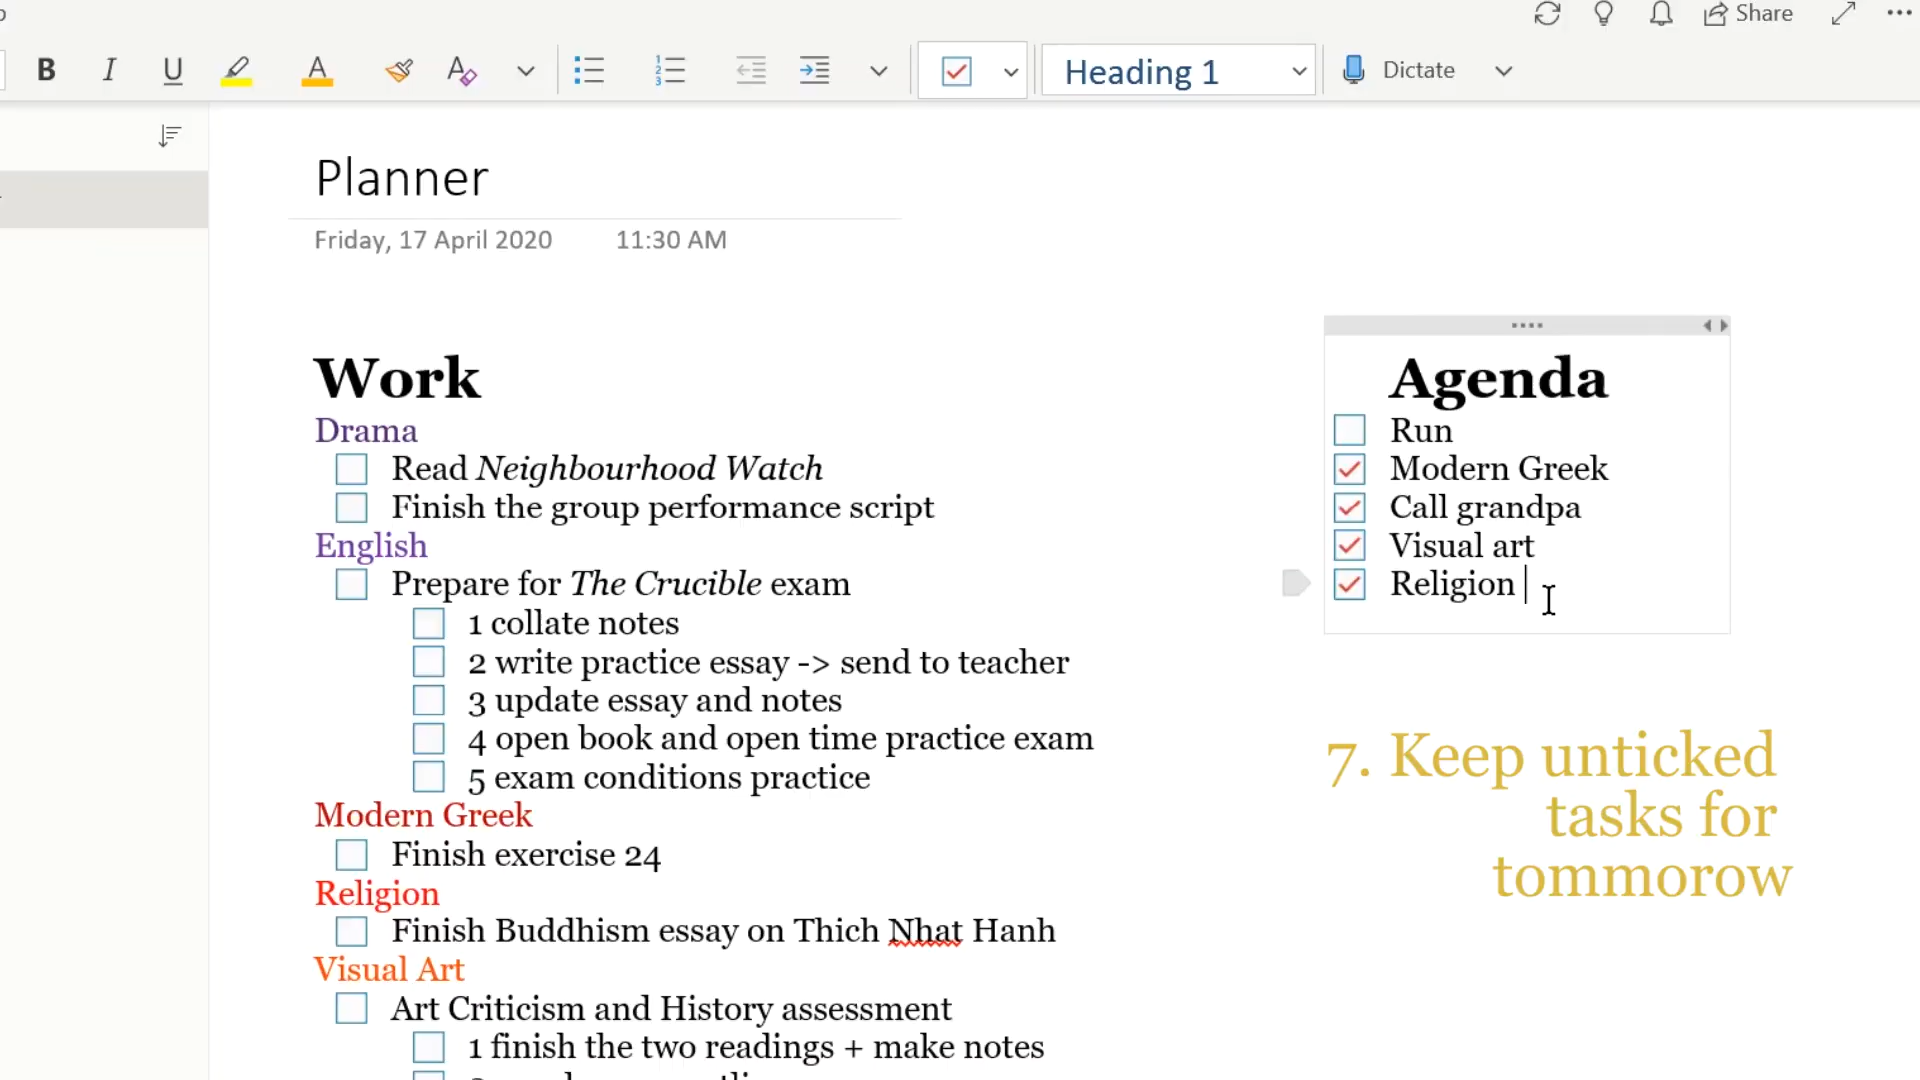 Share
B I U
Heading 1
Dictate
Planner
Friday, 17 April 2020 11:30 AM
Work
Drama
Read Neighbourhood Watch
Finish the group performance script
English
Prepare for The Crucible exam
1 collate notes
2 write practice essay -> send to teacher
3 update essay and notes
4 open book and open time practice exam
5 exam conditions practice
Modern Greek
Finish exercise 24
Religion
Finish Buddhism essay on Thich Nhat Hanh
Visual Art
Art Criticism and History assessment
1 finish the two readings + make notes
Agenda
Run
Modern Greek
Call grandpa
Visual art
Religion
7. Keep unticked
tasks for
tommorow